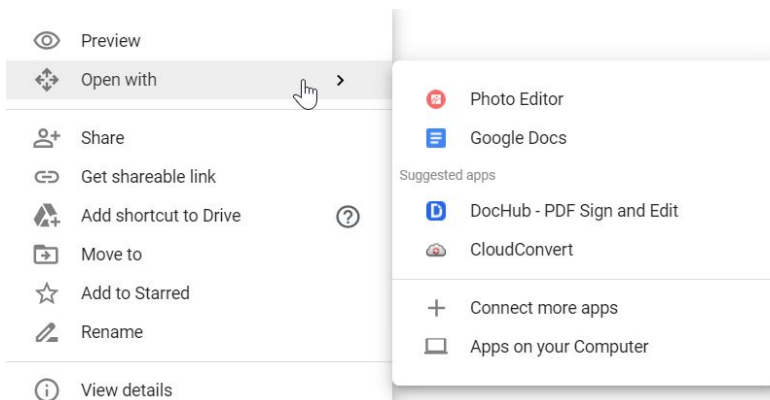 Preview
Open with
Share
Get shareable link
Add shortcut to Drive
Move to
Add to Starred
Rename
View details
Photo Editor
Google Docs
Suggested apps
DocHub - PDF Sign and Edit
CloudConvert
Connect more apps
Apps on your Computer